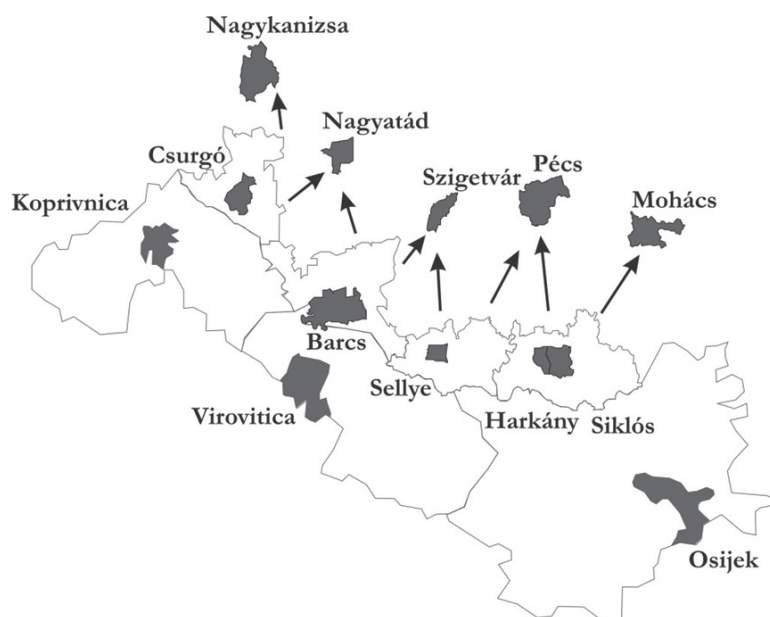 Nagykanizsa
Nagyatád
Csurgó
Szigetvár
Pécs
Mohács
Koprivnica
Barcs
Sellye
Virovitica
Harkány
Siklós
Osijek